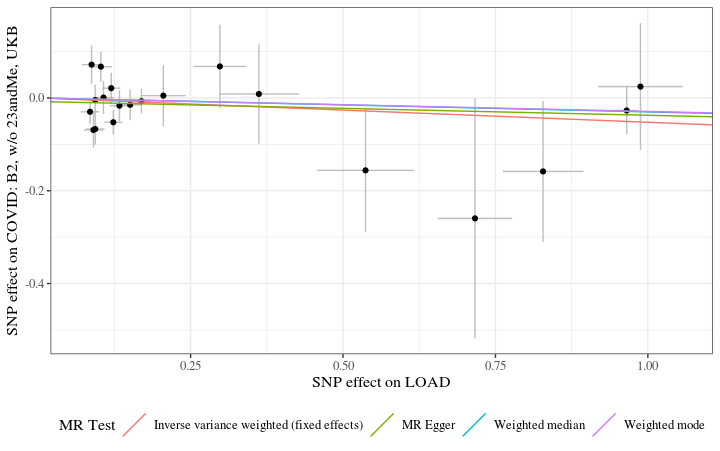 SNP effect on COVID: B2, w/o 23andMe, UKB
0.0
-0.2
-0.4
0.25
0.50
0.75
1.00
SNP effect on LOAD
MR Test
Inverse variance weighted (fixed effects)
MR Egger
Weighted median
Weighted mode